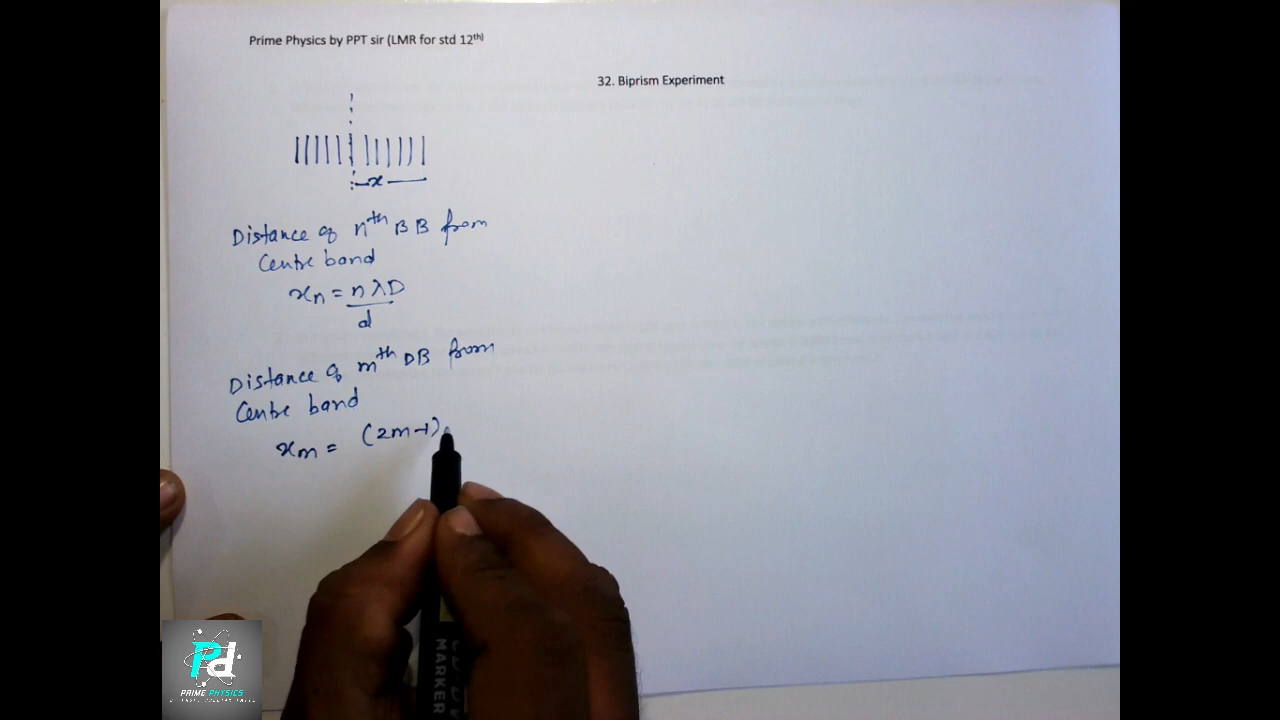 Prime Physics by PPT sir (LMR for std 12th)
32. Biprism Experiment
x
Distance of nth BB from
Centre band
xn = nλD
d
Distance of mth DB from
Centre band
xm = (2m-1)
MARKER
Pd
PRIME PHYSICS